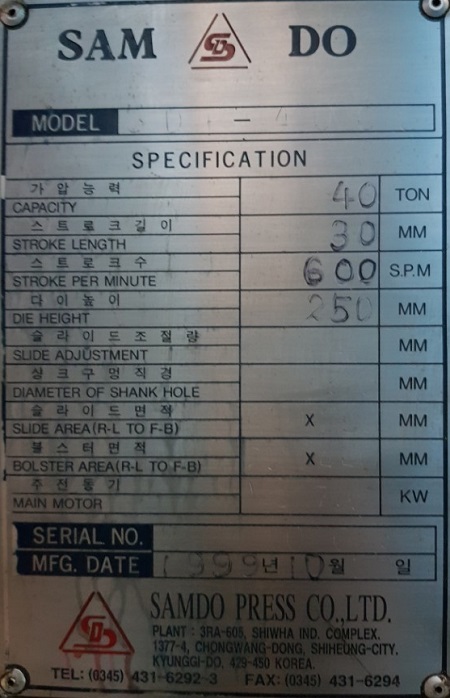 SAM DO
MODEL
SPECIFICATION
가 압 능 력
CAPACITY 40 TON
스 트 로 크 길 이
STROKE LENGTH 30 MM
스 트 로 크 수
STROKE PER MINUTE 600 S.P.M
다 이 높 이
DIE HEIGHT 250 MM
슬 라 이 드 조 절 량
SLIDE ADJUSTMENT MM
싱 크 구 멍 직 경
DIAMETER OF SHANK HOLE MM
슬 라 이 드 면 적
SLIDE AREA(R-L TO F-B) X MM
볼 스 터 면 적
BOLSTER AREA(R-L TO F-B) X MM
주 전 동 기
MAIN MOTOR KW
SERIAL NO.
MFG. DATE 1999년 10월 일
SAMDO PRESS CO.,LTD.
PLANT : 3RA-605, SHIWHA IND. COMPLEX.
1377-4, CHONGWANG-DONG, SHIHEUNG-CITY.
KYUNGGI-DO, 429-450 KOREA.
TEL: (0345) 431-6292-3 FAX: (0345) 431-6294